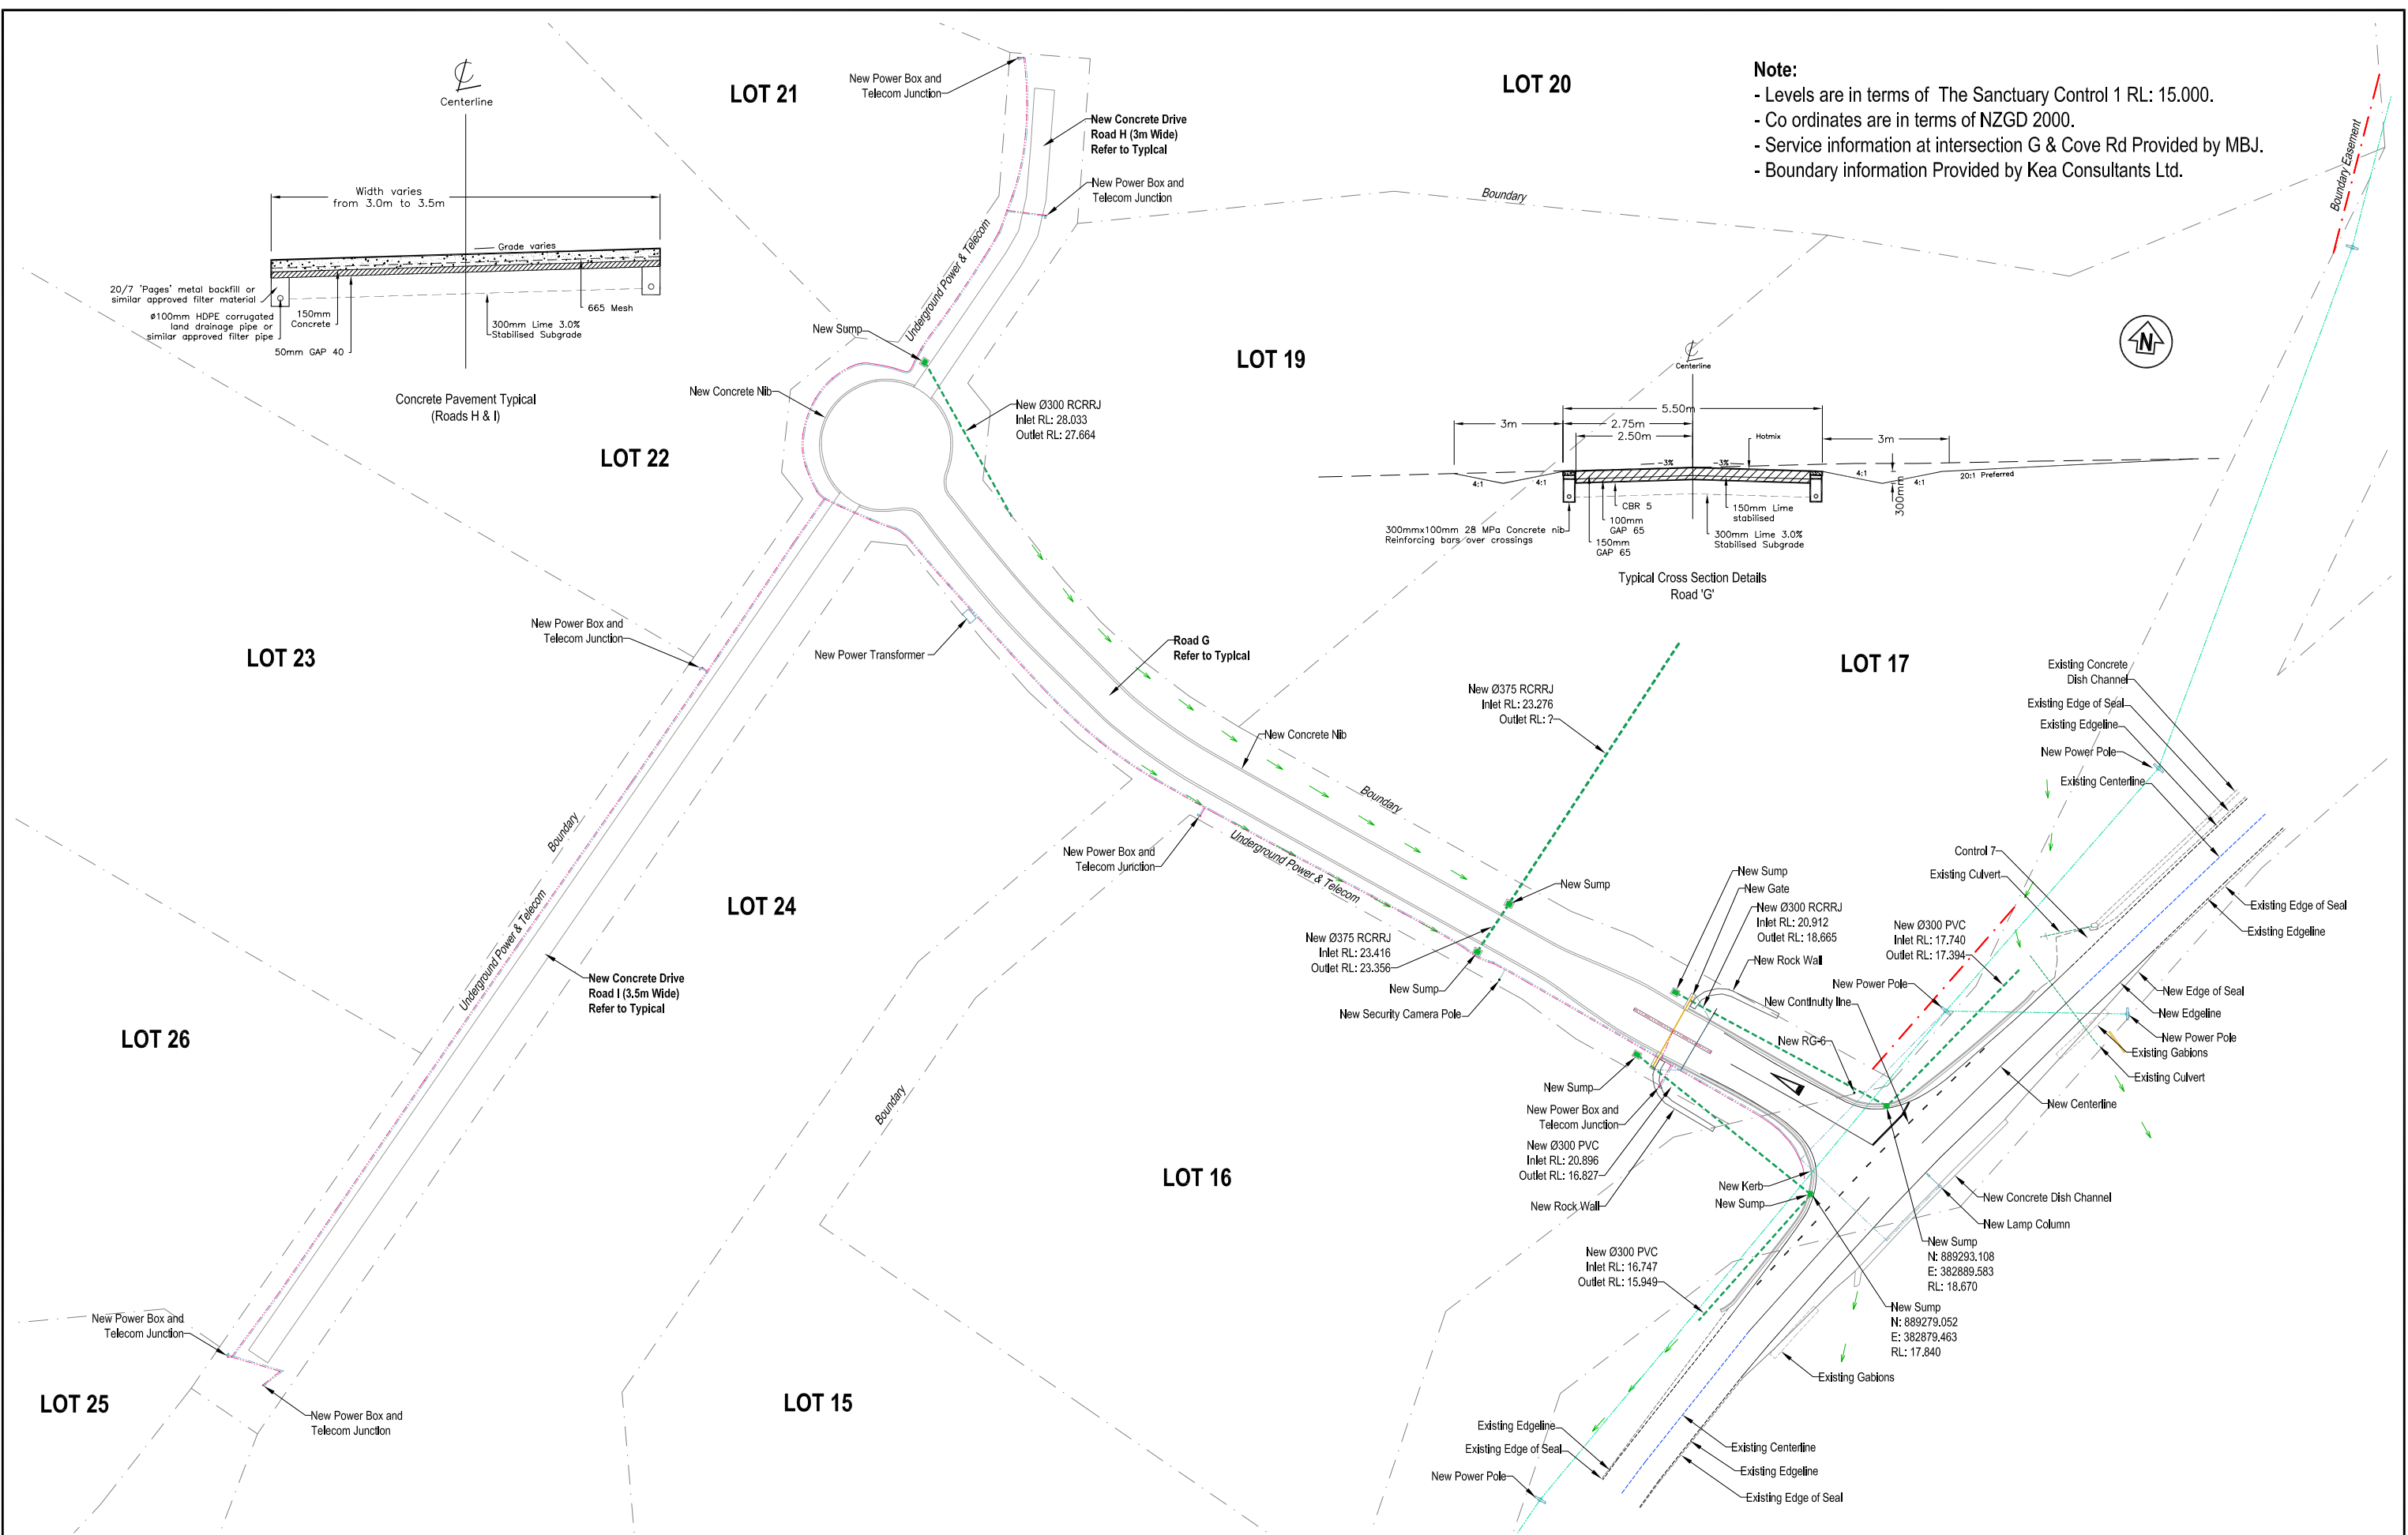 Note:
- Levels are in terms of The Sanctuary Control 1 RL: 15.000.
- Co ordinates are in terms of NZGD 2000.
- Service information at intersection G & Cove Rd Provided by MBJ.
- Boundary information Provided by Kea Consultants Ltd.
Centerline
Width varies
from 3.0m to 3.5m
Grade varies
20/7 'Pages' metal backfill or
similar approved filter material
Ø100mm HDPE corrugated
land drainage pipe or
similar approved filter pipe
150mm
Concrete
50mm GAP 40
300mm Lime 3.0%
Stabilised Subgrade
665 Mesh
Concrete Pavement Typical
(Roads H & I)
LOT 21
New Power Box and
Telecom Junction
New Concrete Drive
Road H (3m Wide)
Refer to Typical
New Power Box and
Telecom Junction
Underground Power & Telecom
LOT 20
Boundary
Boundary Easement
N
New Sump
New Concrete Nib
LOT 22
New Ø300 RCRRJ
Inlet RL: 28.033
Outlet RL: 27.664
LOT 19
Centerline
5.50m
3m
2.75m
2.50m
Hotmix
3m
-3%
-3%
4:1
4:1
4:1
4:1
20:1 Preferred
300mm
CBR 5
100mm
GAP 65
150mm
GAP 65
150mm Lime
stabilised
300mm Lime 3.0%
Stabilised Subgrade
300mmx100mm 28 MPa Concrete nib
Reinforcing bars over crossings
Typical Cross Section Details
Road 'G'
LOT 23
New Power Box and
Telecom Junction
New Power Transformer
Road G
Refer to Typical
New Concrete Nib
New Ø375 RCRRJ
Inlet RL: 23.276
Outlet RL: ?
LOT 17
Existing Concrete
Dish Channel
Existing Edge of Seal
Existing Edgeline
New Power Pole
Existing Centerline
Boundary
Boundary
Underground Power & Telecom
New Power Box and
Telecom Junction
Underground Power & Telecom
LOT 24
New Concrete Drive
Road I (3.5m Wide)
Refer to Typical
New Sump
New Ø375 RCRRJ
Inlet RL: 23.416
Outlet RL: 23.356
New Sump
New Security Camera Pole
New Sump
New Gate
New Ø300 RCRRJ
Inlet RL: 20.912
Outlet RL: 18.665
New Rock Wall
Control 7
Existing Culvert
New Ø300 PVC
Inlet RL: 17.740
Outlet RL: 17.394
New Power Pole
New Continuity line
New RG-6
Existing Edge of Seal
Existing Edgeline
New Edge of Seal
New Edgeline
New Power Pole
Existing Gabions
Existing Culvert
New Centerline
LOT 26
Boundary
LOT 16
New Sump
New Power Box and
Telecom Junction
New Ø300 PVC
Inlet RL: 20.896
Outlet RL: 16.827
New Rock Wall
New Kerb
New Sump
New Concrete Dish Channel
New Lamp Column
New Sump
N: 889293.108
E: 382889.583
RL: 18.670
New Ø300 PVC
Inlet RL: 16.747
Outlet RL: 15.949
New Sump
N: 889279.052
E: 382879.463
RL: 17.840
Existing Gabions
New Power Box and
Telecom Junction
LOT 25
New Power Box and
Telecom Junction
LOT 15
Existing Edgeline
Existing Edge of Seal
New Power Pole
Existing Centerline
Existing Edgeline
Existing Edge of Seal